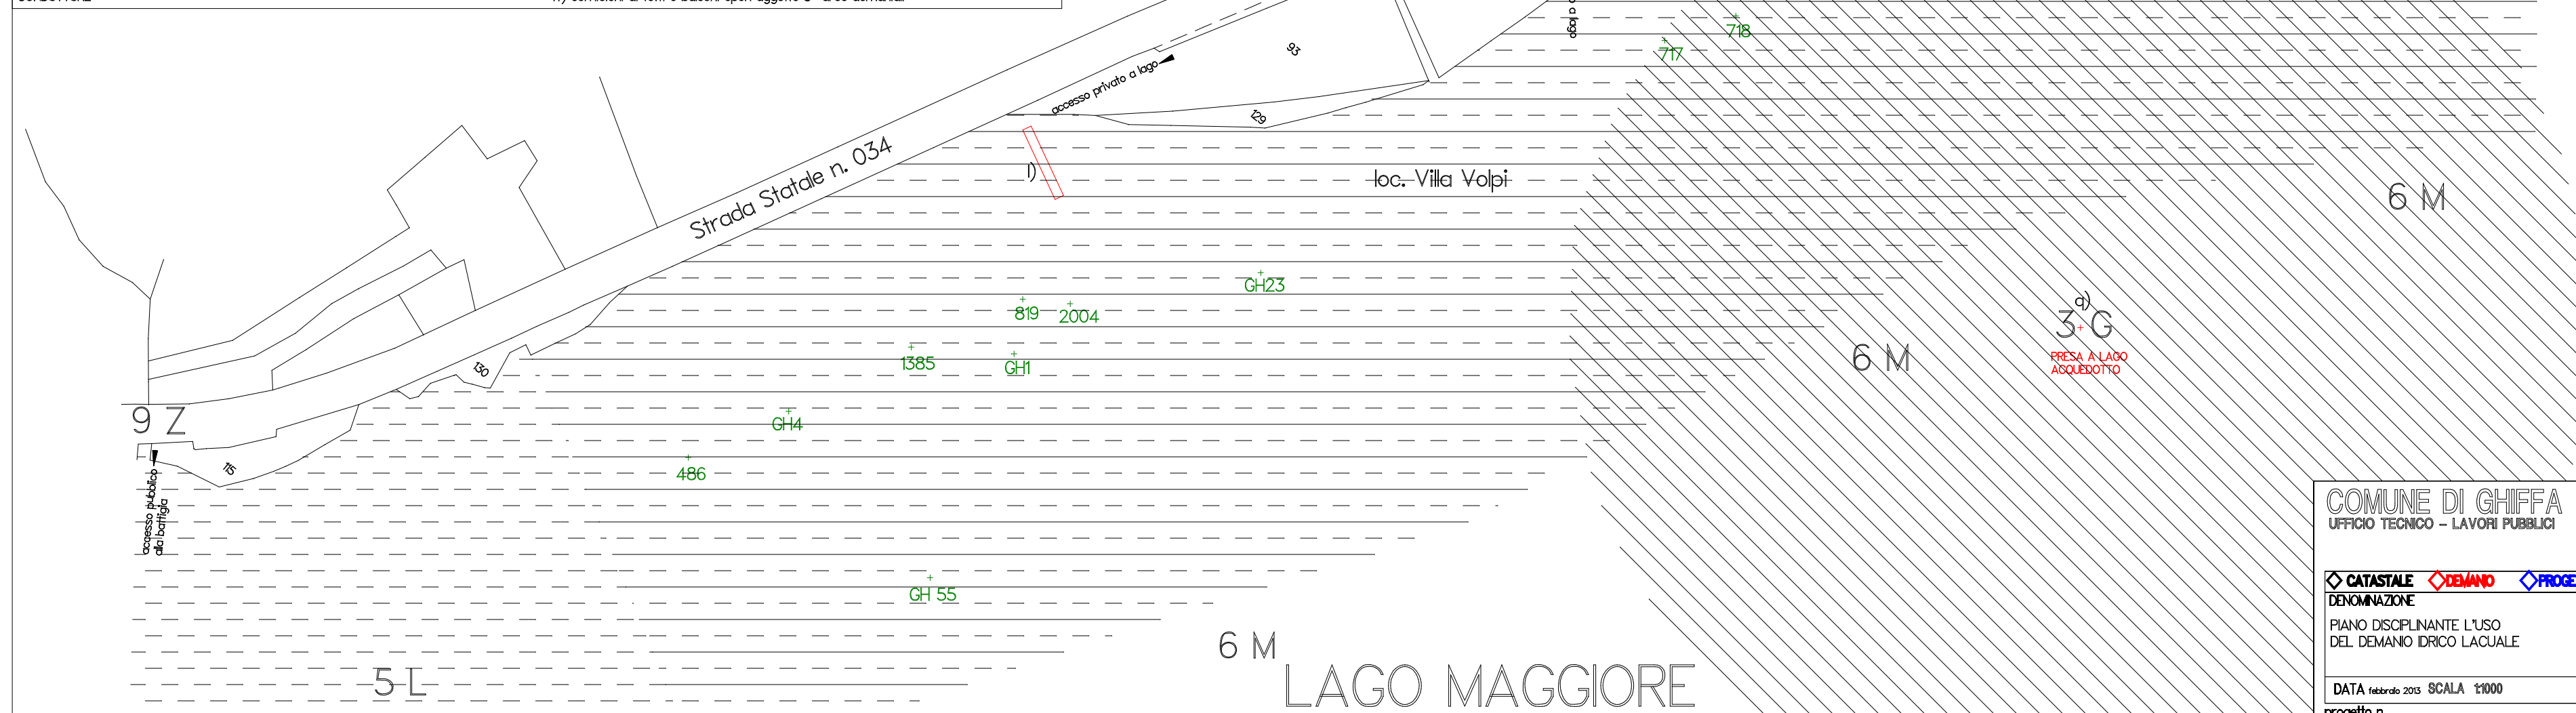 a lago
718
717
93
accesso privato a lago
129
Strada Statale n. 034
l)
loc. Villa Volpi
6 M
GH23
819
2004
q)
3 G
PRESA A LAGO
ACQUEDOTTO
1385
GH1
6 M
130
9 Z
GH4
115
486
accesso pubblico
alla battigia
GH 55
6 M
5 L
LAGO MAGGIORE
COMUNE DI GHIFFA
UFFICIO TECNICO – LAVORI PUBBLICI
CATASTALE DEMANIO PROGE
DENOMINAZIONE
PIANO DISCIPLINANTE L'USO
DEL DEMANIO IDRICO LACUALE
DATA febbraio 2013 SCALA 1:1000
progetto n.